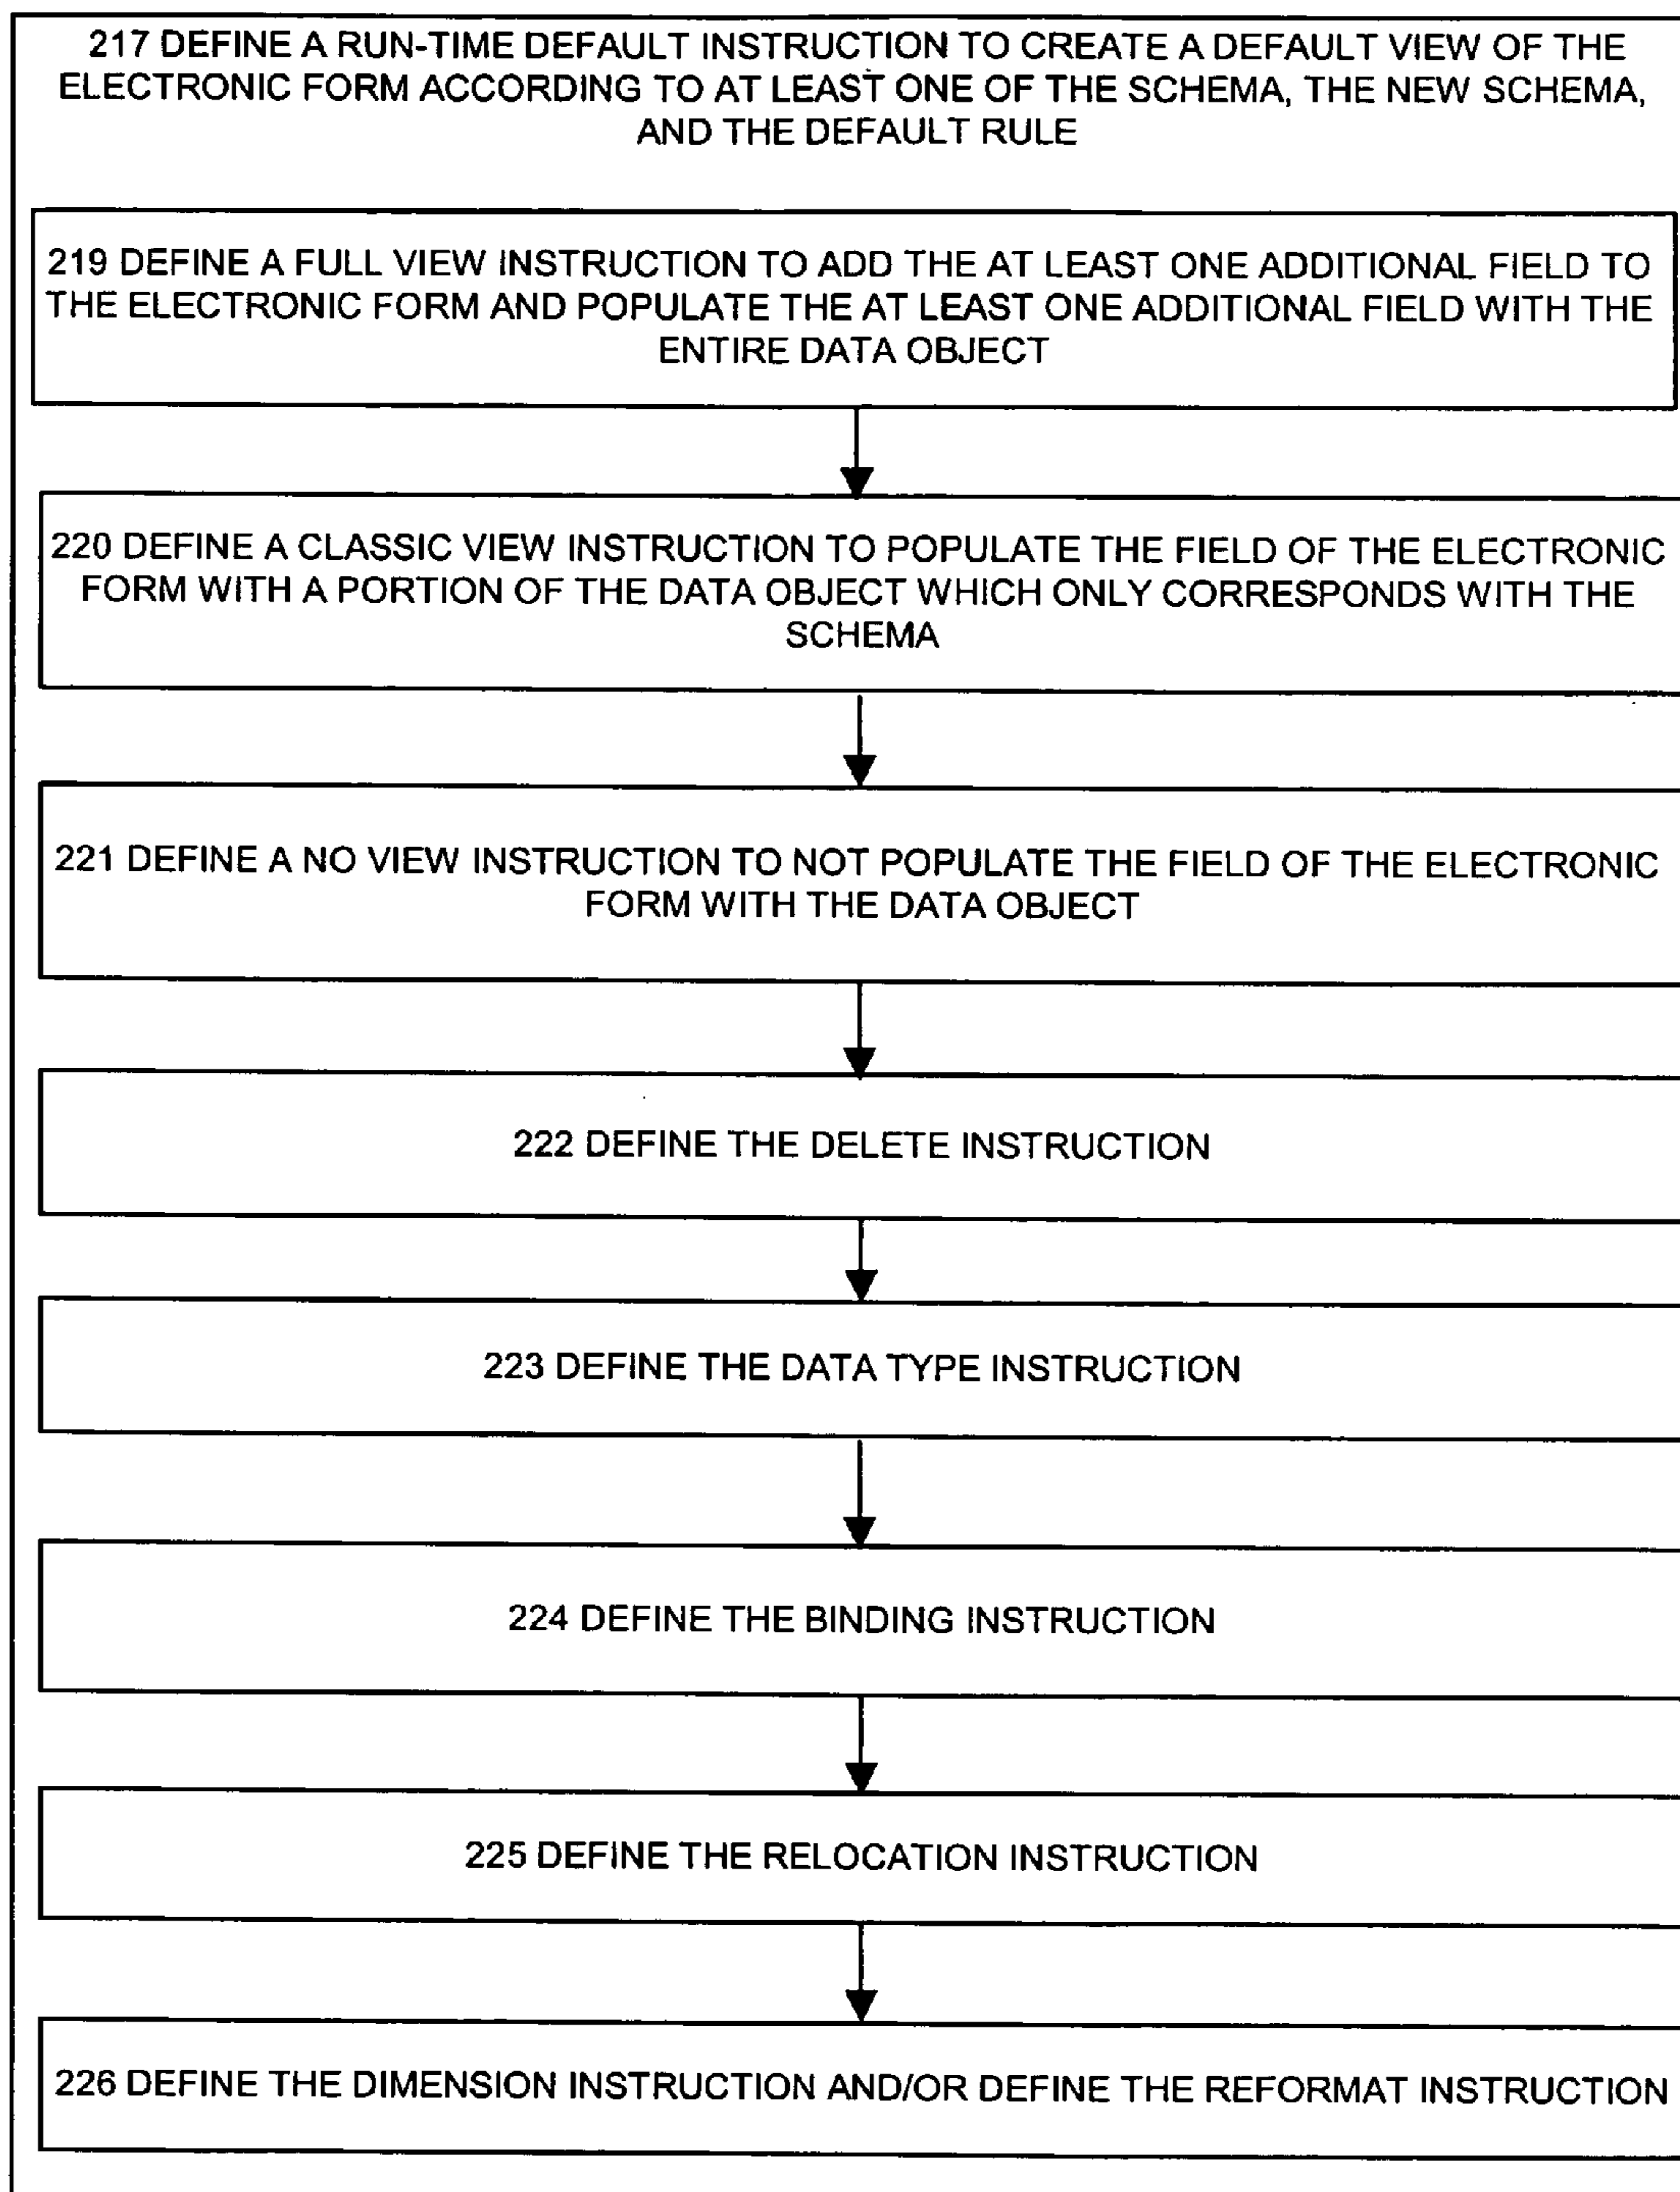 217 DEFINE A RUN-TIME DEFAULT INSTRUCTION TO CREATE A DEFAULT VIEW OF THE
ELECTRONIC FORM ACCORDING TO AT LEAST ONE OF THE SCHEMA, THE NEW SCHEMA,
AND THE DEFAULT RULE
219 DEFINE A FULL VIEW INSTRUCTION TO ADD THE AT LEAST ONE ADDITIONAL FIELD TO
THE ELECTRONIC FORM AND POPULATE THE AT LEAST ONE ADDITIONAL FIELD WITH THE
ENTIRE DATA OBJECT
220 DEFINE A CLASSIC VIEW INSTRUCTION TO POPULATE THE FIELD OF THE ELECTRONIC
FORM WITH A PORTION OF THE DATA OBJECT WHICH ONLY CORRESPONDS WITH THE
SCHEMA
221 DEFINE A NO VIEW INSTRUCTION TO NOT POPULATE THE FIELD OF THE ELECTRONIC
FORM WITH THE DATA OBJECT
222 DEFINE THE DELETE INSTRUCTION
223 DEFINE THE DATA TYPE INSTRUCTION
224 DEFINE THE BINDING INSTRUCTION
225 DEFINE THE RELOCATION INSTRUCTION
226 DEFINE THE DIMENSION INSTRUCTION AND/OR DEFINE THE REFORMAT INSTRUCTION